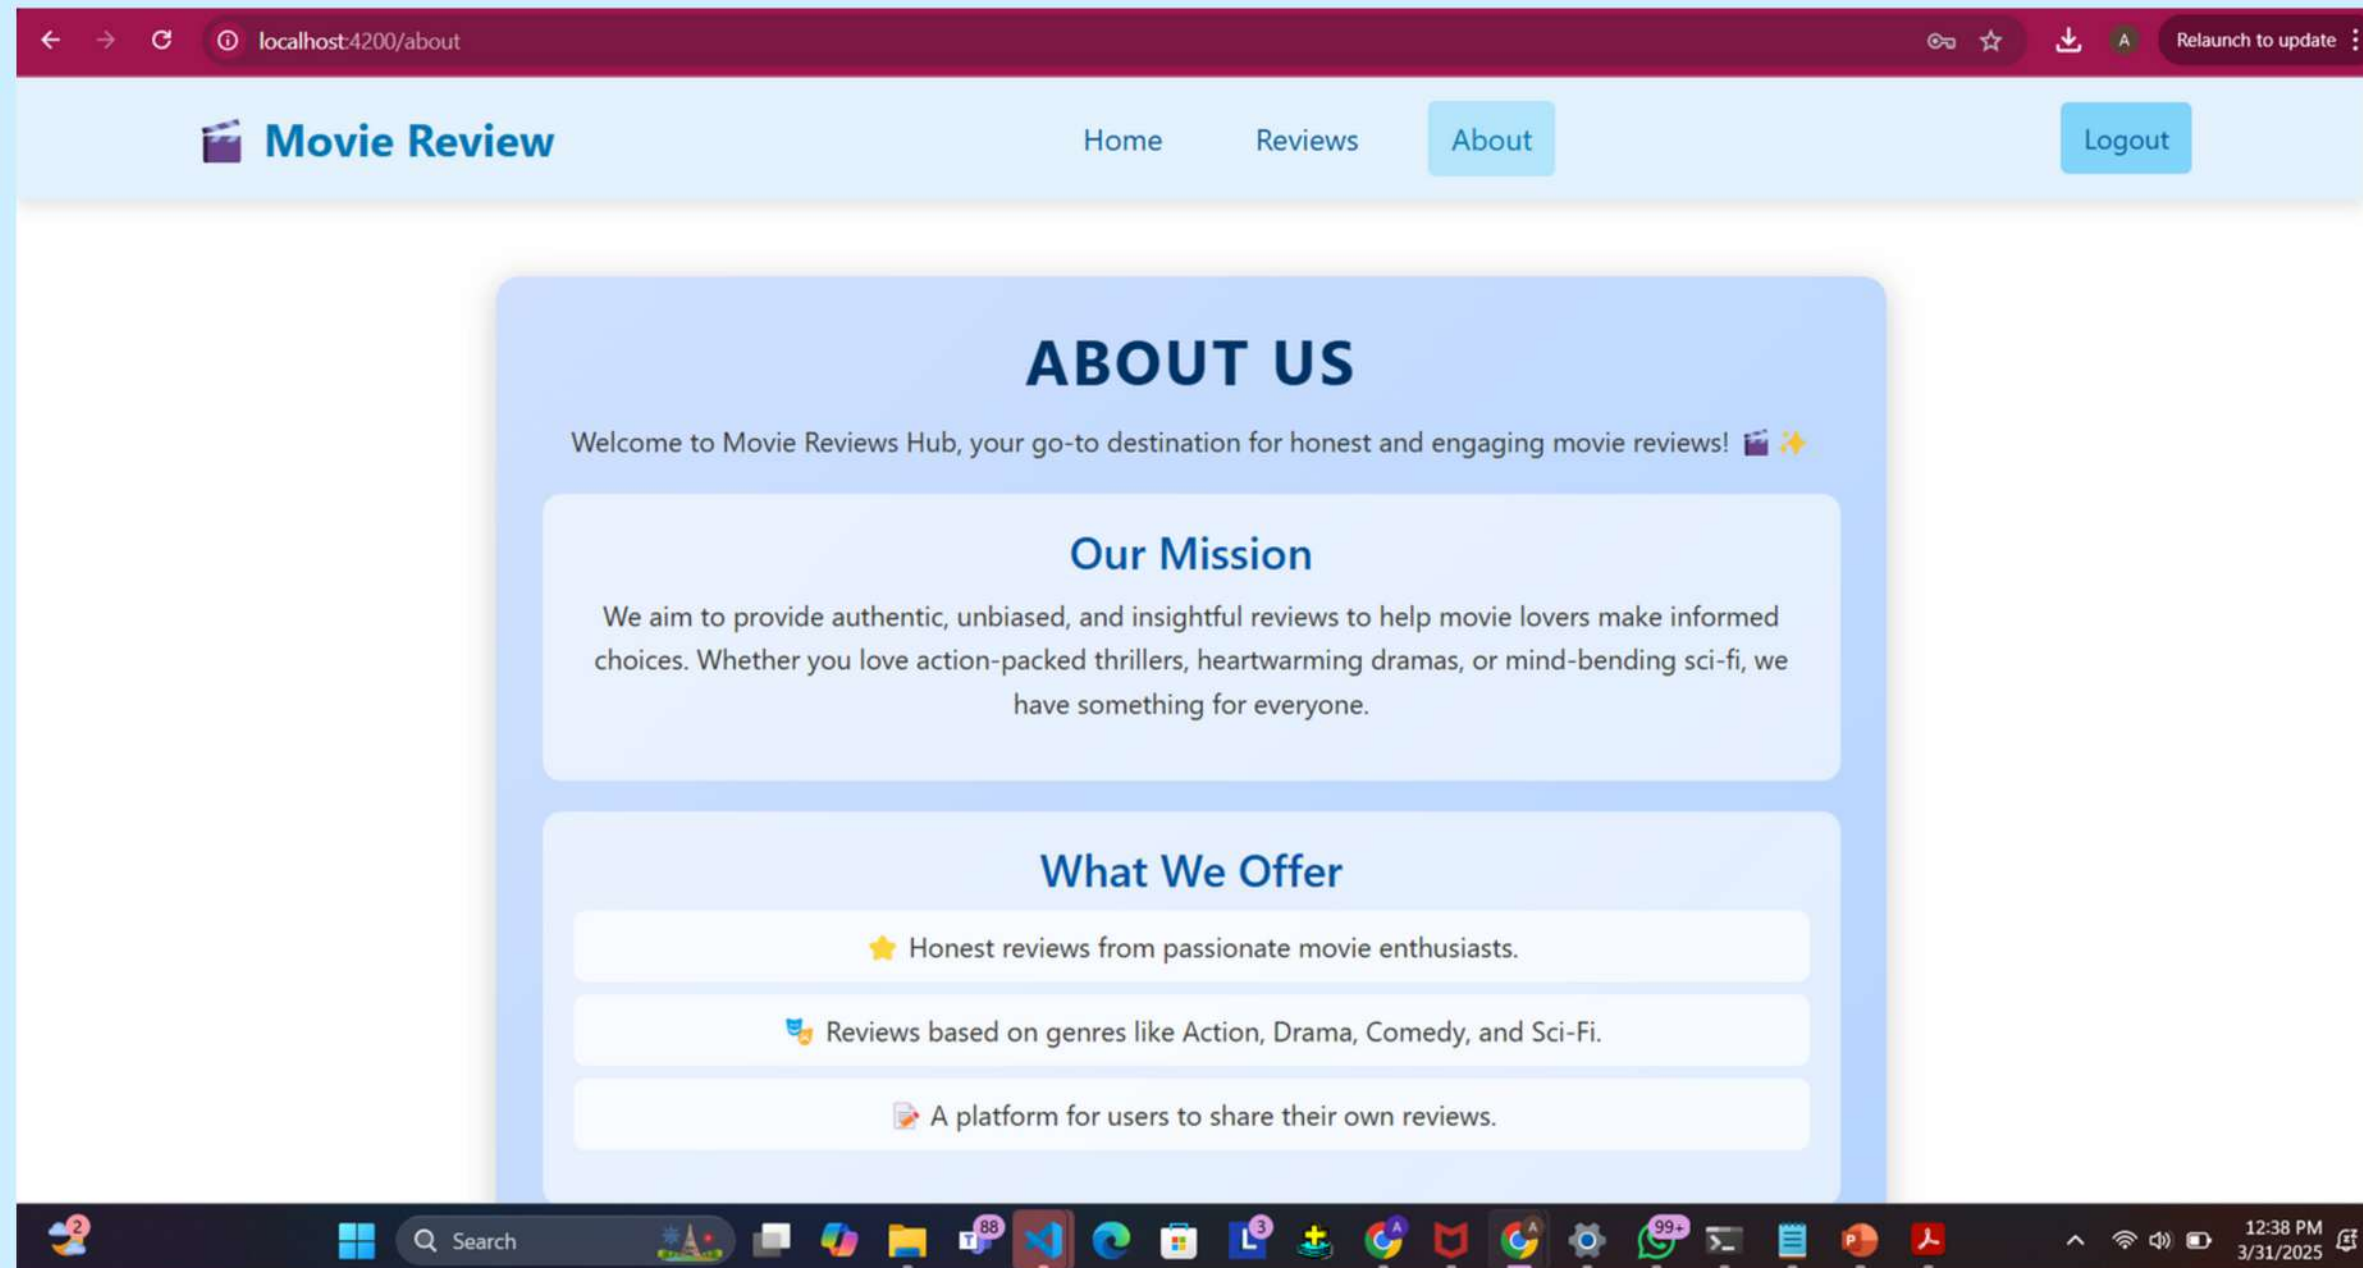 localhost:4200/about
A
Relaunch to update
Movie Review
Home
Reviews
About
Logout
ABOUT US
Welcome to Movie Reviews Hub, your go-to destination for honest and engaging movie reviews!
Our Mission
We aim to provide authentic, unbiased, and insightful reviews to help movie lovers make informed
choices. Whether you love action-packed thrillers, heartwarming dramas, or mind-bending sci-fi, we
have something for everyone.
What We Offer
Honest reviews from passionate movie enthusiasts.
Reviews based on genres like Action, Drama, Comedy, and Sci-Fi.
A platform for users to share their own reviews.
2
Search
88
3
A
A
99+
12:38 PM
3/31/2025